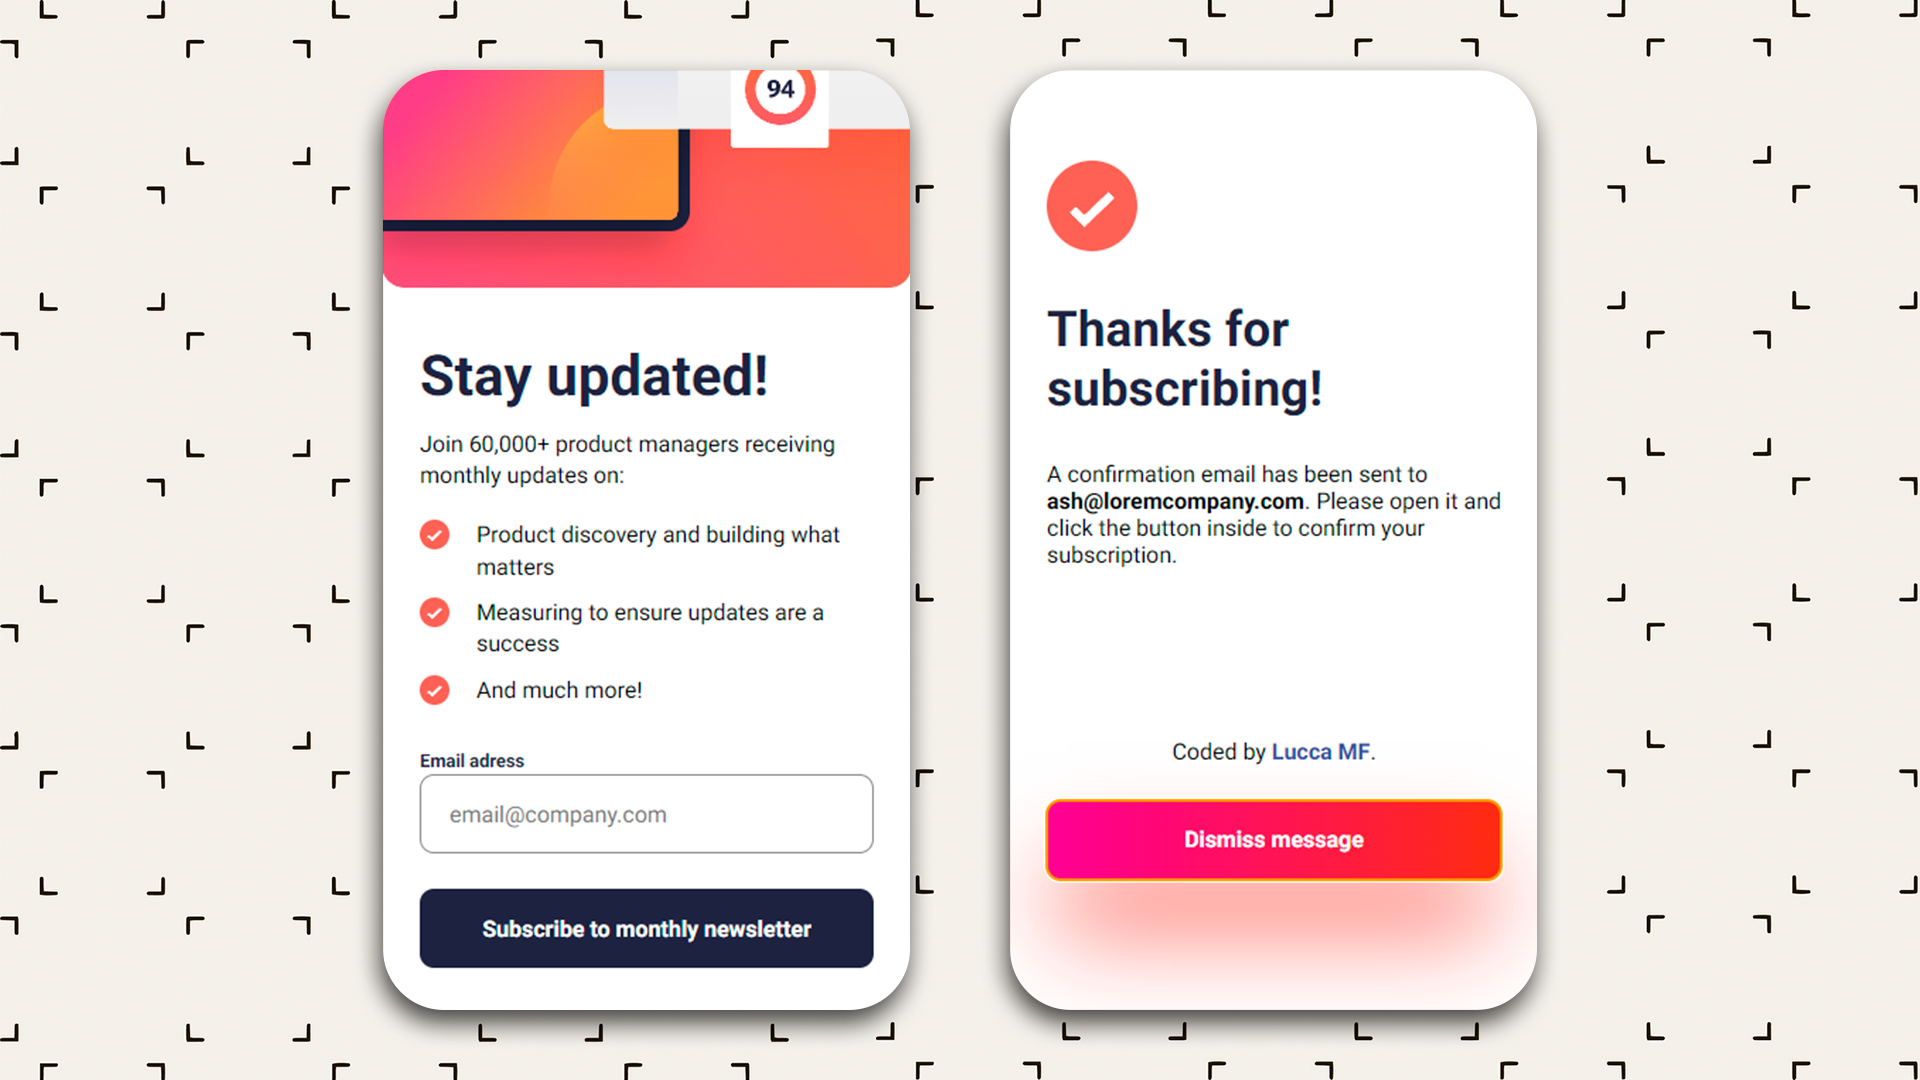 94
Stay updated!
Join 60,000+ product managers receiving
monthly updates on:
Product discovery and building what
matters
Measuring to ensure updates are a
success
And much more!
Email adress
email@company.com
Subscribe to monthly newsletter
Thanks for
subscribing!
A confirmation email has been sent to
ash@loremcompany.com. Please open it and
click the button inside to confirm your
subscription.
Coded by Lucca MF.
Dismiss message